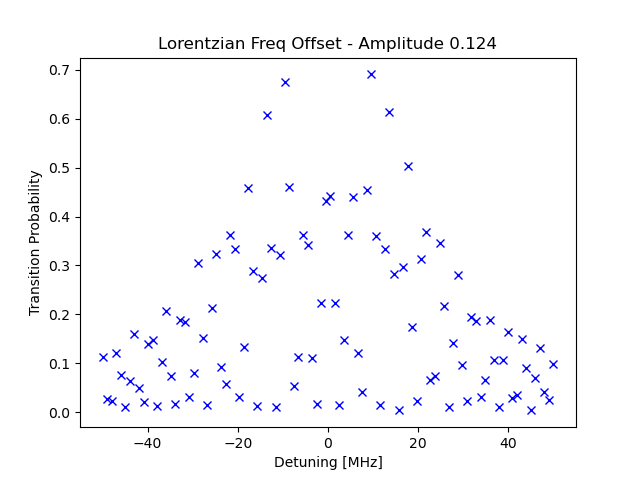 Lorentzian Freq Offset - Amplitude 0.124
0.7
0.6
0.5
0.4
0.3
0.2
0.1
0.0
Transition Probability
−40 −20 0 20 40
Detuning [MHz]